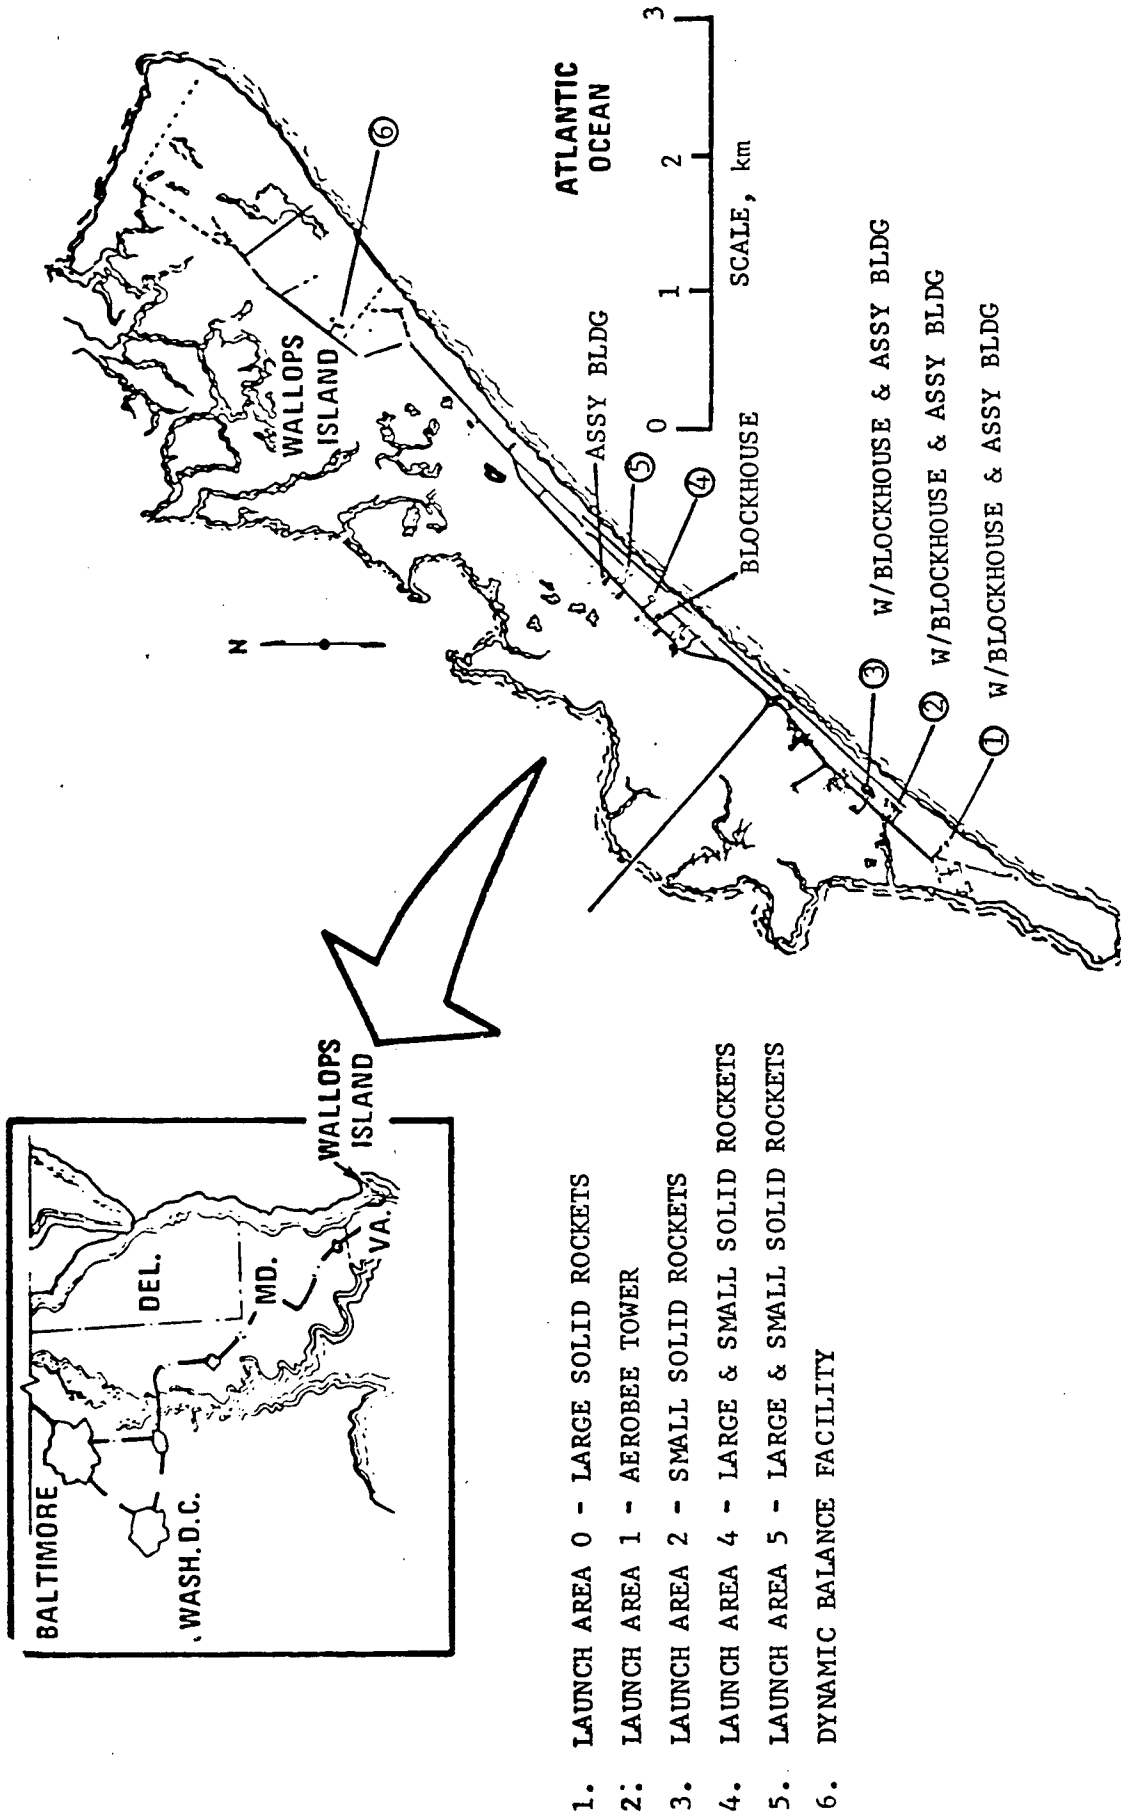 BALTIMORE
WASH. D.C.
DEL.
MD.
VA.
WALLOPS
ISLAND
N
WALLOPS
ISLAND
6
ATLANTIC
OCEAN
0
1
2
3
SCALE, km
ASSY BLDG
5
4
BLOCKHOUSE
3 W/BLOCKHOUSE & ASSY BLDG
2 W/BLOCKHOUSE & ASSY BLDG
1 W/BLOCKHOUSE & ASSY BLDG
1. LAUNCH AREA 0 - LARGE SOLID ROCKETS
2: LAUNCH AREA 1 - AEROBEE TOWER
3. LAUNCH AREA 2 - SMALL SOLID ROCKETS
4. LAUNCH AREA 4 - LARGE & SMALL SOLID ROCKETS
5. LAUNCH AREA 5 - LARGE & SMALL SOLID ROCKETS
6. DYNAMIC BALANCE FACILITY